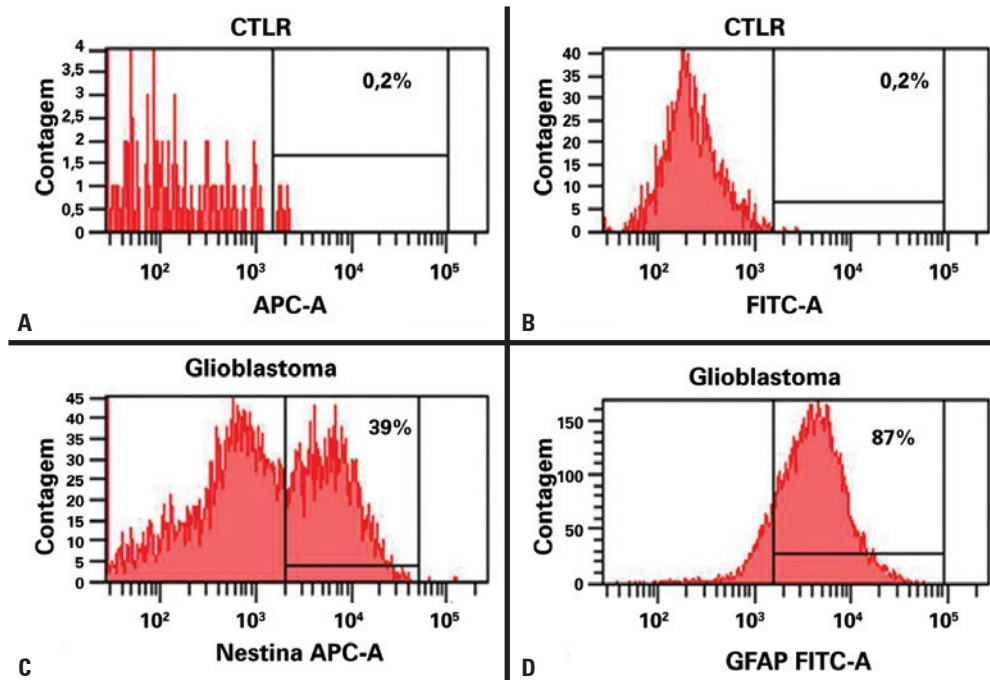 CTLR
Contagem
4
3,5
3
2,5
2
1,5
1
0,5
0
0,2%
10² 10³ 10⁴ 10⁵
APC-A
A
CTLR
Contagem
40
35
30
25
20
15
10
5
0
0,2%
10² 10³ 10⁴ 10⁵
FITC-A
B
Glioblastoma
Contagem
45
40
35
30
25
20
15
10
5
0
39%
10² 10³ 10⁴ 10⁵
Nestina APC-A
C
Glioblastoma
Contagem
150
100
50
0
87%
10² 10³ 10⁴ 10⁵
GFAP FITC-A
D